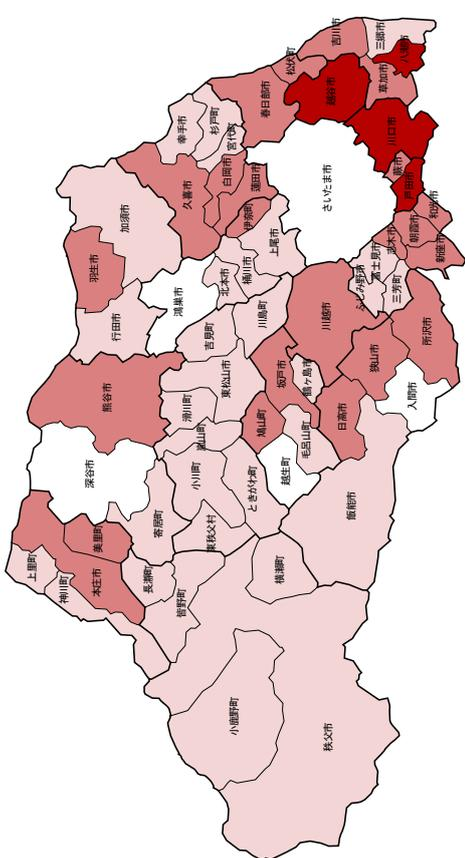 吉川市
三郷市
八潮市
松伏町
越谷市
草加市
春日部市
川口市
幸手市
杉戸町
宮代町
蕨市
白岡市
蓮田市
戸田市
久喜市
さいたま市
和光市
加須市
伊奈町
上尾市
朝霞市
志木市
新座市
羽生市
桶川市
富士見市
北本市
ふじみ野市
三芳町
鴻巣市
川島町
川越市
行田市
吉見町
所沢市
狭山市
東松山市
坂戸市
鶴ヶ島市
入間市
熊谷市
滑川町
鳩山町
日高市
嵐山町
毛呂山町
深谷市
小川町
越生町
ときがわ町
飯能市
寄居町
東秩父村
美里町
上里町
本庄市
神川町
長瀞町
横瀬町
皆野町
小鹿野町
秩父市